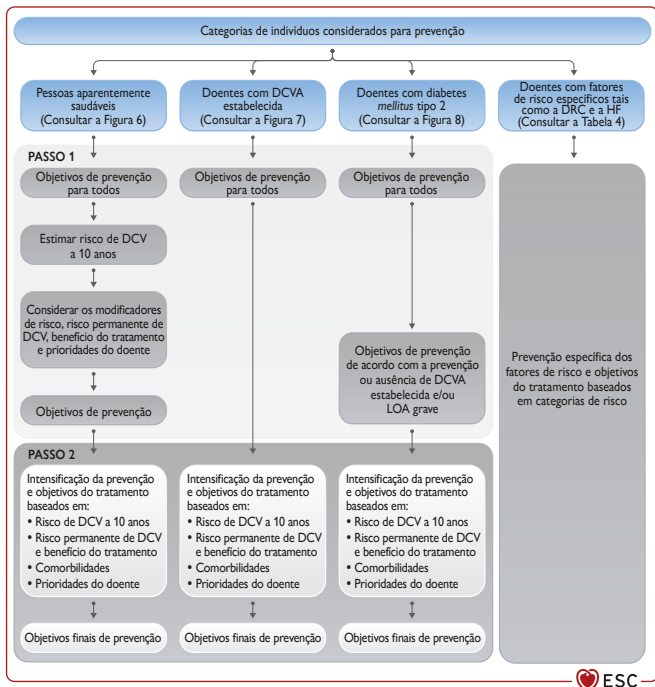 Categorias de indivíduos considerados para prevenção
Pessoas aparentemente
saudáveis
(Consultar a Figura 6)
Doentes com DCVA
estabelecida
(Consultar a Figura 7)
Doentes com diabetes
mellitus tipo 2
(Consultar a Figura 8)
Doentes com fatores
de risco específicos tais
como a DRC e a HF
(Consultar a Tabela 4)
PASSO 1
Objetivos de prevenção
para todos
Estimar risco de DCV
a 10 anos
Considerar os modificadores
de risco, risco permanente de
DCV, benefício do tratamento
e prioridades do doente
Objetivos de prevenção
Objetivos de prevenção
para todos
Objetivos de prevenção
para todos
Objetivos de prevenção
de acordo com a prevenção
ou ausência de DCVA
estabelecida e/ou
LOA grave
Prevenção específica dos
fatores de risco e objetivos
do tratamento baseados
em categorias de risco
PASSO 2
Intensificação da prevenção
e objetivos do tratamento
baseados em:
• Risco de DCV a 10 anos
• Risco permanente de DCV
e benefício do tratamento
• Comorbilidades
• Prioridades do doente
Objetivos finais de prevenção
Intensificação da prevenção
e objetivos do tratamento
baseados em:
• Risco de DCV a 10 anos
• Risco permanente de DCV
e benefício do tratamento
• Comorbilidades
• Prioridades do doente
Objetivos finais de prevenção
Intensificação da prevenção
e objetivos do tratamento
baseados em:
• Risco de DCV a 10 anos
• Risco permanente de DCV
e benefício do tratamento
• Comorbilidades
• Prioridades do doente
Objetivos finais de prevenção
ESC